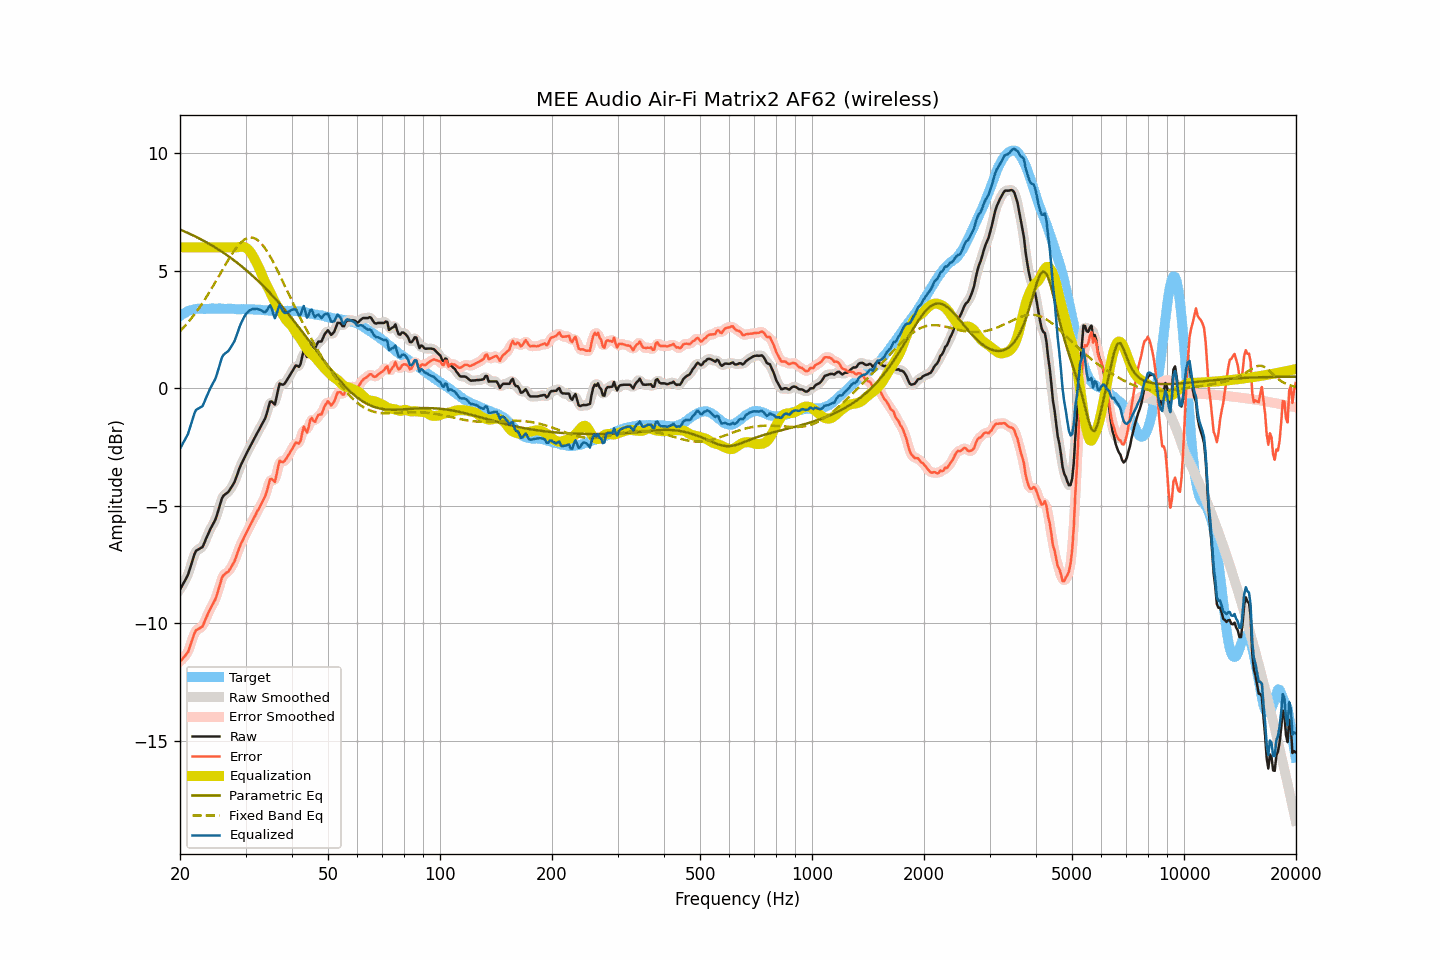 MEE Audio Air-Fi Matrix2 AF62 (wireless)
10
5
0
−5
−10
−15
Amplitude (dBr)
Target
Raw Smoothed
Error Smoothed
Raw
Error
Equalization
Parametric Eq
Fixed Band Eq
Equalized
20 50 100 200 500 1000 2000 5000 10000 20000
Frequency (Hz)